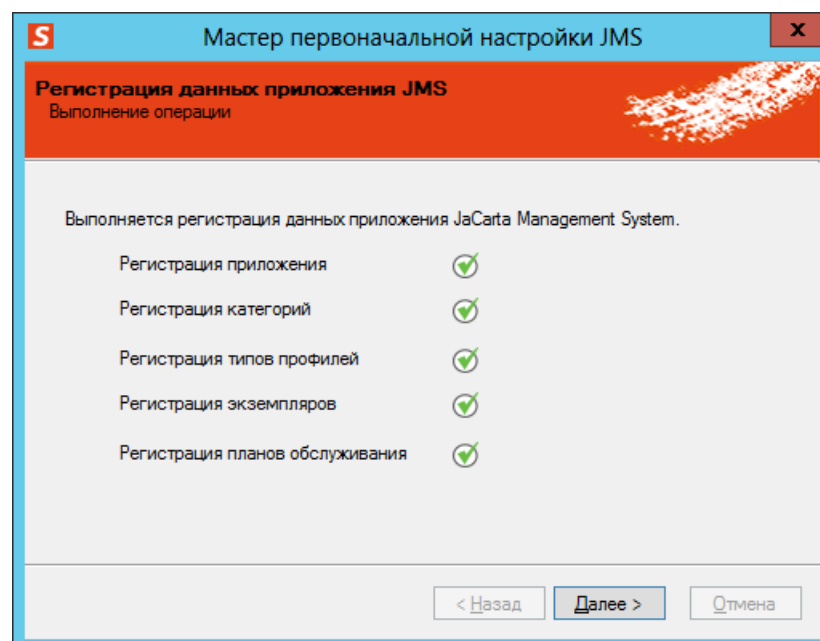 S
Мастер первоначальной настройки JMS
x
Регистрация данных приложения JMS
Выполнение операции
Выполняется регистрация данных приложения JaCarta Management System.
Регистрация приложения
Регистрация категорий
Регистрация типов профилей
Регистрация экземпляров
Регистрация планов обслуживания
< Назад
Далее >
Отмена